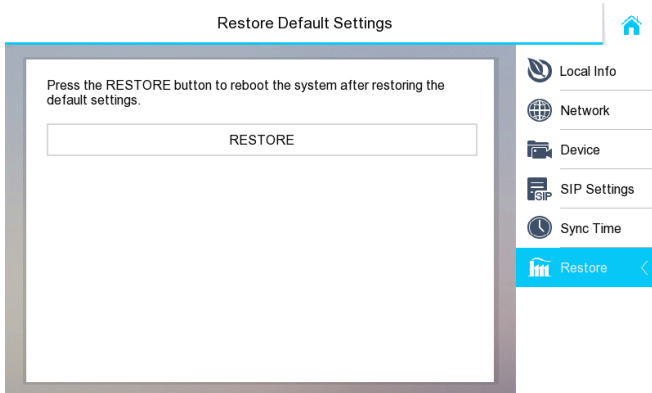 Restore Default Settings
Press the RESTORE button to reboot the system after restoring the
default settings.
RESTORE
Local Info
Network
Device
SIP
SIP Settings
Sync Time
Restore